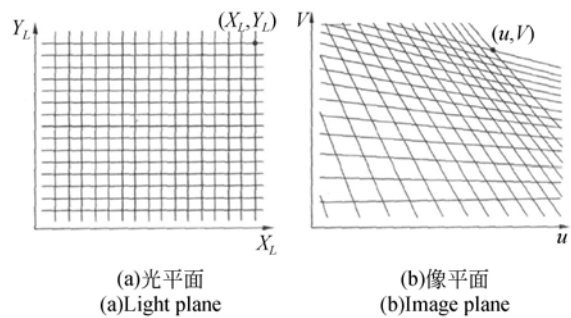 Y_L
(X_L,Y_L)
X_L
V
(u,V)
u
(a)光平面
(a)Light plane
(b)像平面
(b)Image plane